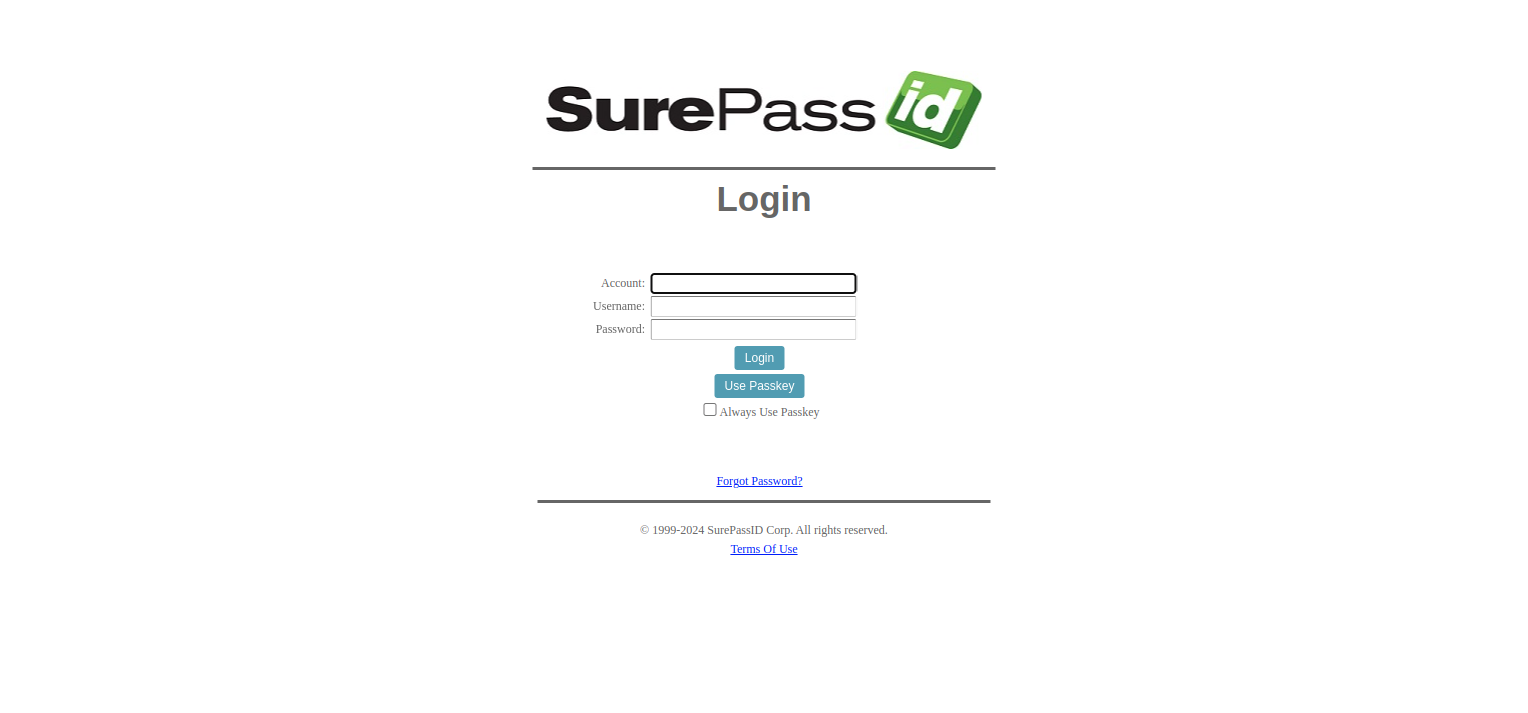 SurePass id
Login
Account:
Username:
Password:
Login
Use Passkey
Always Use Passkey
Forgot Password?
© 1999-2024 SurePassID Corp. All rights reserved.
Terms Of Use